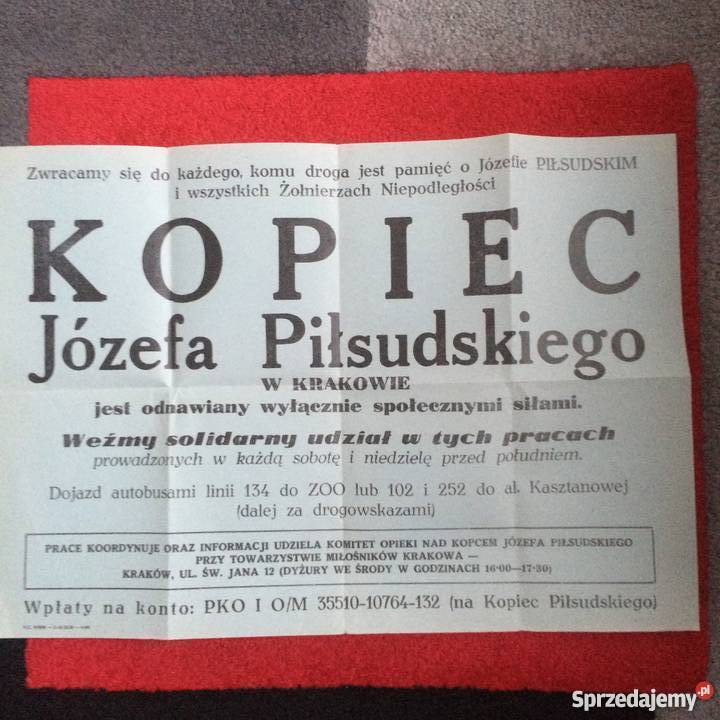 Zwracamy się do każdego, komu droga jest pamięć o Józefie PIŁSUDSKIM
i wszystkich Żołnierzach Niepodległości
KOPIEC
Józefa Piłsudskiego
W KRAKOWIE
jest odnawiany wyłącznie społecznymi siłami.
Weźmy solidarny udział w tych pracach
prowadzonych w każdą sobotę i niedzielę przed południem.
Dojazd autobusami linii 134 do ZOO lub 102 i 252 do al. Kasztanowej
(dalej za drogowskazami)
PRACE KOORDYNUJE ORAZ INFORMACJI UDZIELA KOMITET OPIEKI NAD KOPCEM JÓZEFA PIŁSUDSKIEGO
PRZY TOWARZYSTWIE MIŁOŚNIKÓW KRAKOWA —
KRAKÓW, UL. ŚW. JANA 12 (DYŻURY WE ŚRODY W GODZINACH 16·00—17·30)
Wpłaty na konto: PKO I O/M 35510-10764-132 (na Kopiec Piłsudskiego)
Sprzedajemy.pl